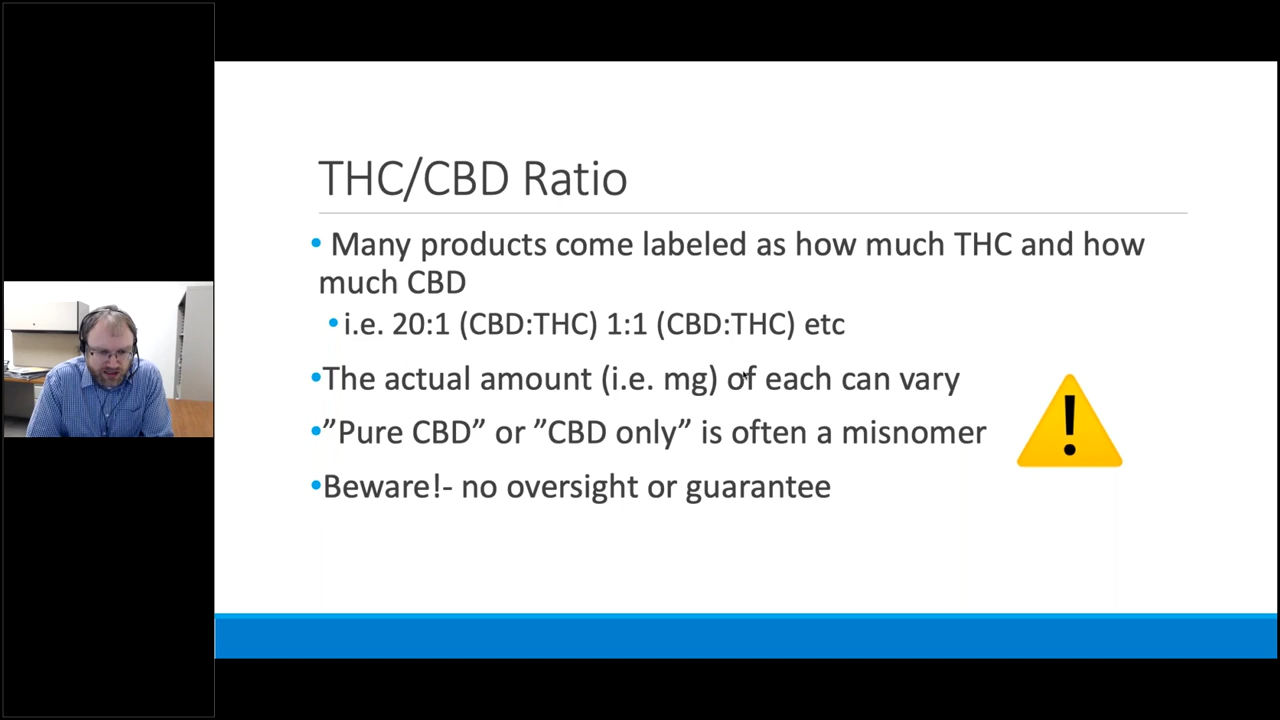 THC/CBD Ratio
• Many products come labeled as how much THC and how
much CBD
• i.e. 20:1 (CBD:THC) 1:1 (CBD:THC) etc
•The actual amount (i.e. mg) of each can vary
•”Pure CBD” or ”CBD only” is often a misnomer
•Beware!- no oversight or guarantee